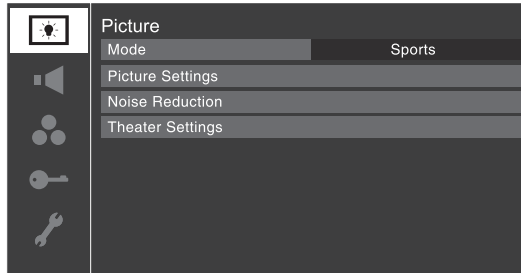 Picture
Mode Sports
Picture Settings
Noise Reduction
Theater Settings